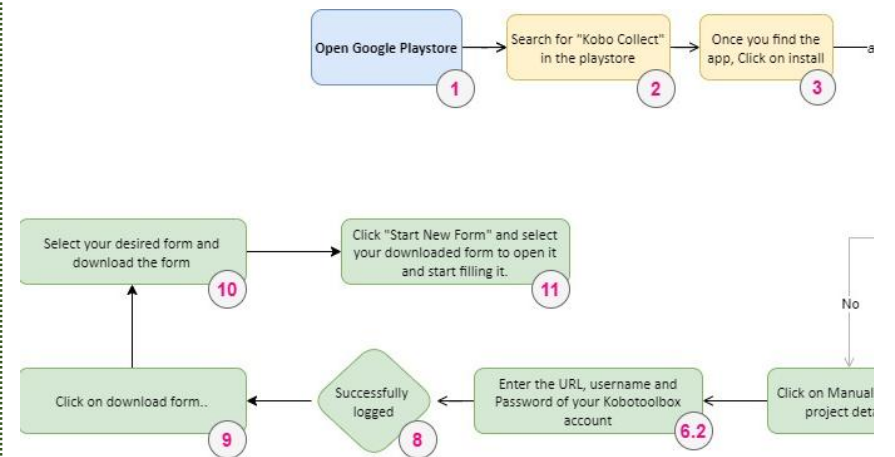 Open Google Playstore
1
Search for "Kobo Collect"
in the playstore
2
Once you find the
app, Click on install
3
Select your desired form and
download the form
10
Click "Start New Form" and select
your downloaded form to open it
and start filling it.
11
No
Click on download form..
9
Successfully
logged
8
Enter the URL, username and
Password of your Kobotoolbox
account
6.2
Click on Manual
project